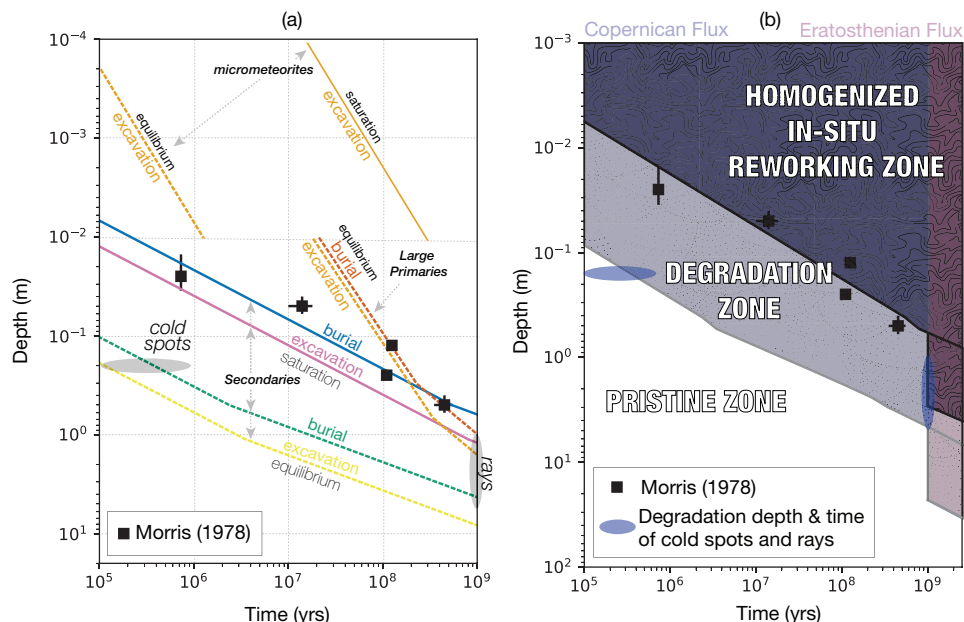 (a)
10⁻⁴
10⁻³
10⁻²
10⁻¹
10⁰
10¹
Depth (m)
micrometeorites
equilibrium
excavation
saturation
excavation
equilibrium
burial
excavation
Large
Primaries
cold
spots
burial
excavation
saturation
Secondaries
burial
excavation
equilibrium
rays
Morris (1978)
10⁵
10⁶
10⁷
10⁸
10⁹
Time (yrs)
(b)
Copernican Flux
Eratosthenian Flux
10⁻³
10⁻²
10⁻¹
10⁰
10¹
10²
Depth (m)
HOMOGENIZED
IN-SITU
REWORKING ZONE
DEGRADATION
ZONE
PRISTINE ZONE
Morris (1978)
Degradation depth & time
of cold spots and rays
10⁵
10⁶
10⁷
10⁸
10⁹
Time (yrs)